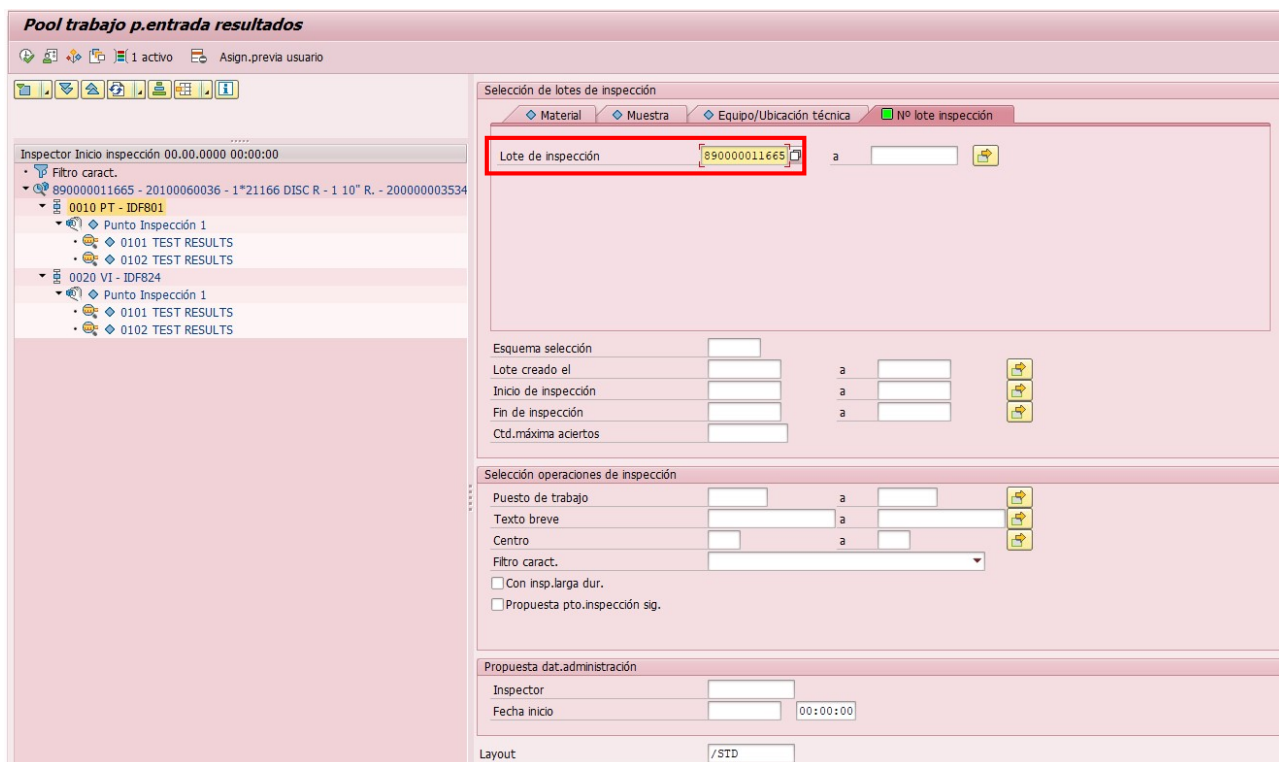 Pool trabajo p.entrada resultados
1 activo Asign.previa usuario
Inspector Inicio inspección 00.00.0000 00:00:00
Filtro caract.
890000011665 - 20100060036 - 1"21166 DISC R - 1 10" R. - 200000003534
0010 PT - IDF801
Punto Inspección 1
0101 TEST RESULTS
0102 TEST RESULTS
0020 VI - IDF824
Punto Inspección 1
0101 TEST RESULTS
0102 TEST RESULTS
Selección de lotes de inspección
Material Muestra Equipo/Ubicación técnica Nº lote inspección
Lote de inspección 890000011665 a
Esquema selección
Lote creado el a
Inicio de inspección a
Fin de inspección a
Ctd.máxima aciertos
Selección operaciones de inspección
Puesto de trabajo a
Texto breve a
Centro a
Filtro caract.
Con insp.larga dur.
Propuesta pto.inspección sig.
Propuesta dat.administración
Inspector
Fecha inicio 00:00:00
Layout /STD